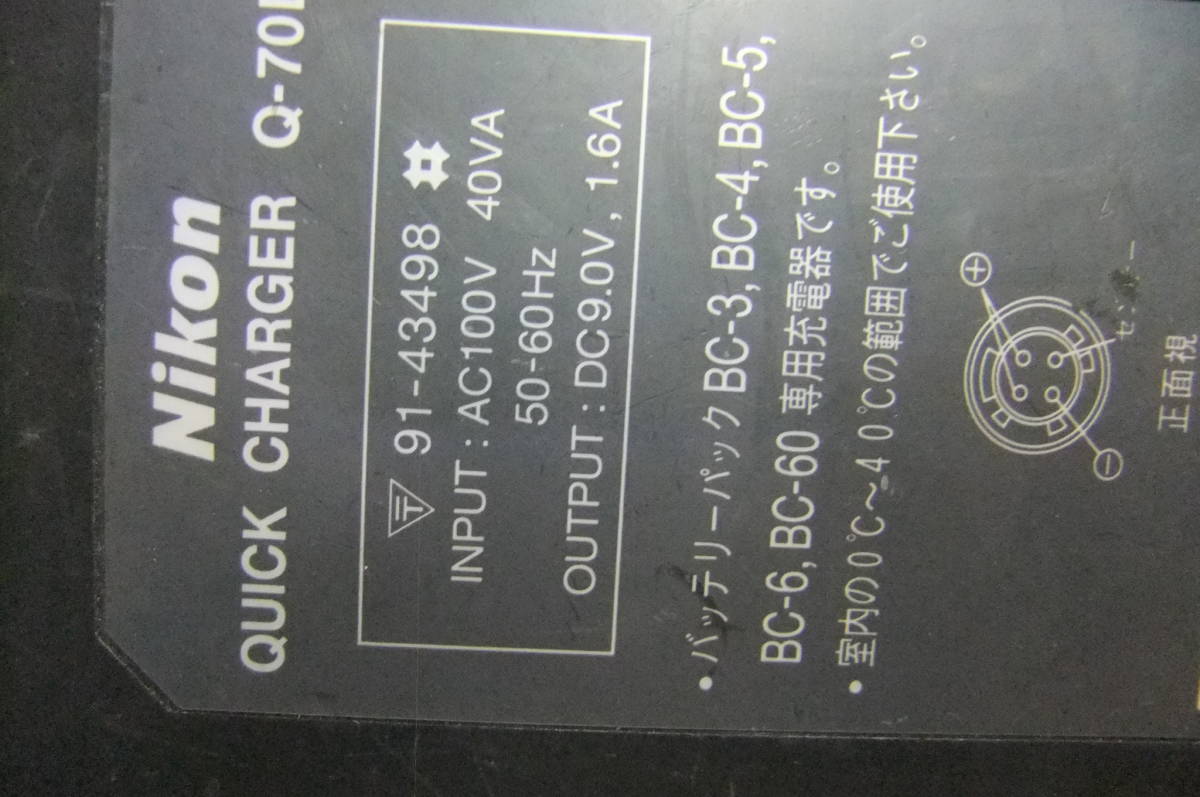 Nikon
QUICK CHARGER Q-70
〒 91-43498
INPUT : AC100V 40VA
50-60Hz
OUTPUT : DC9.0V, 1.6A
・バッテリーパックBC-3, BC-4, BC-5,
BC-6, BC-60 専用充電器です。
・室内の0℃〜40℃の範囲でご使用下さい。
⊕
⊖
正面視